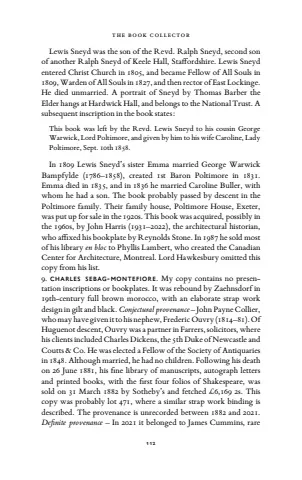 THE BOOK COLLECTOR
Lewis Sneyd was the son of the Revd. Ralph Sneyd, second son
of another Ralph Sneyd of Keele Hall, Staffordshire. Lewis Sneyd
entered Christ Church in 1805, and became Fellow of All Souls in
1809, Warden of All Souls in 1827, and then rector of East Lockinge.
He died unmarried. A portrait of Sneyd by Thomas Barber the
Elder hangs at Hardwick Hall, and belongs to the National Trust. A
subsequent inscription in the book states:
This book was left by the Revd. Lewis Sneyd to his cousin George
Warwick, Lord Poltimore, and given by him to his wife Caroline, Lady
Poltimore, Sept. 10th 1858.
In 1809 Lewis Sneyd's sister Emma married George Warwick
Bampfylde (1786–1858), created 1st Baron Poltimore in 1831.
Emma died in 1835, and in 1836 he married Caroline Buller, with
whom he had a son. The book probably passed by descent in the
Poltimore family. Their family house, Poltimore House, Exeter,
was put up for sale in the 1920s. This book was acquired, possibly in
the 1960s, by John Harris (1931–2022), the architectural historian,
who affixed his bookplate by Reynolds Stone. In 1987 he sold most
of his library en bloc to Phyllis Lambert, who created the Canadian
Center for Architecture, Montreal. Lord Hawkesbury omitted this
copy from his list.
9. CHARLES SEBAG-MONTEFIORE. My copy contains no presen-
tation inscriptions or bookplates. It was rebound by Zaehnsdorf in
19th-century full brown morocco, with an elaborate strap work
design in gilt and black. Conjectural provenance – John Payne Collier,
who may have given it to his nephew, Frederic Ouvry (1814–81). Of
Huguenot descent, Ouvry was a partner in Farrers, solicitors, where
his clients included Charles Dickens, the 5th Duke of Newcastle and
Coutts & Co. He was elected a Fellow of the Society of Antiquaries
in 1848. Although married, he had no children. Following his death
on 26 June 1881, his fine library of manuscripts, autograph letters
and printed books, with the first four folios of Shakespeare, was
sold on 31 March 1882 by Sotheby's and fetched £6,169 2s. This
copy was probably lot 471, where a similar strap work binding is
described. The provenance is unrecorded between 1882 and 2021.
Definite provenance – In 2021 it belonged to James Cummins, rare
112